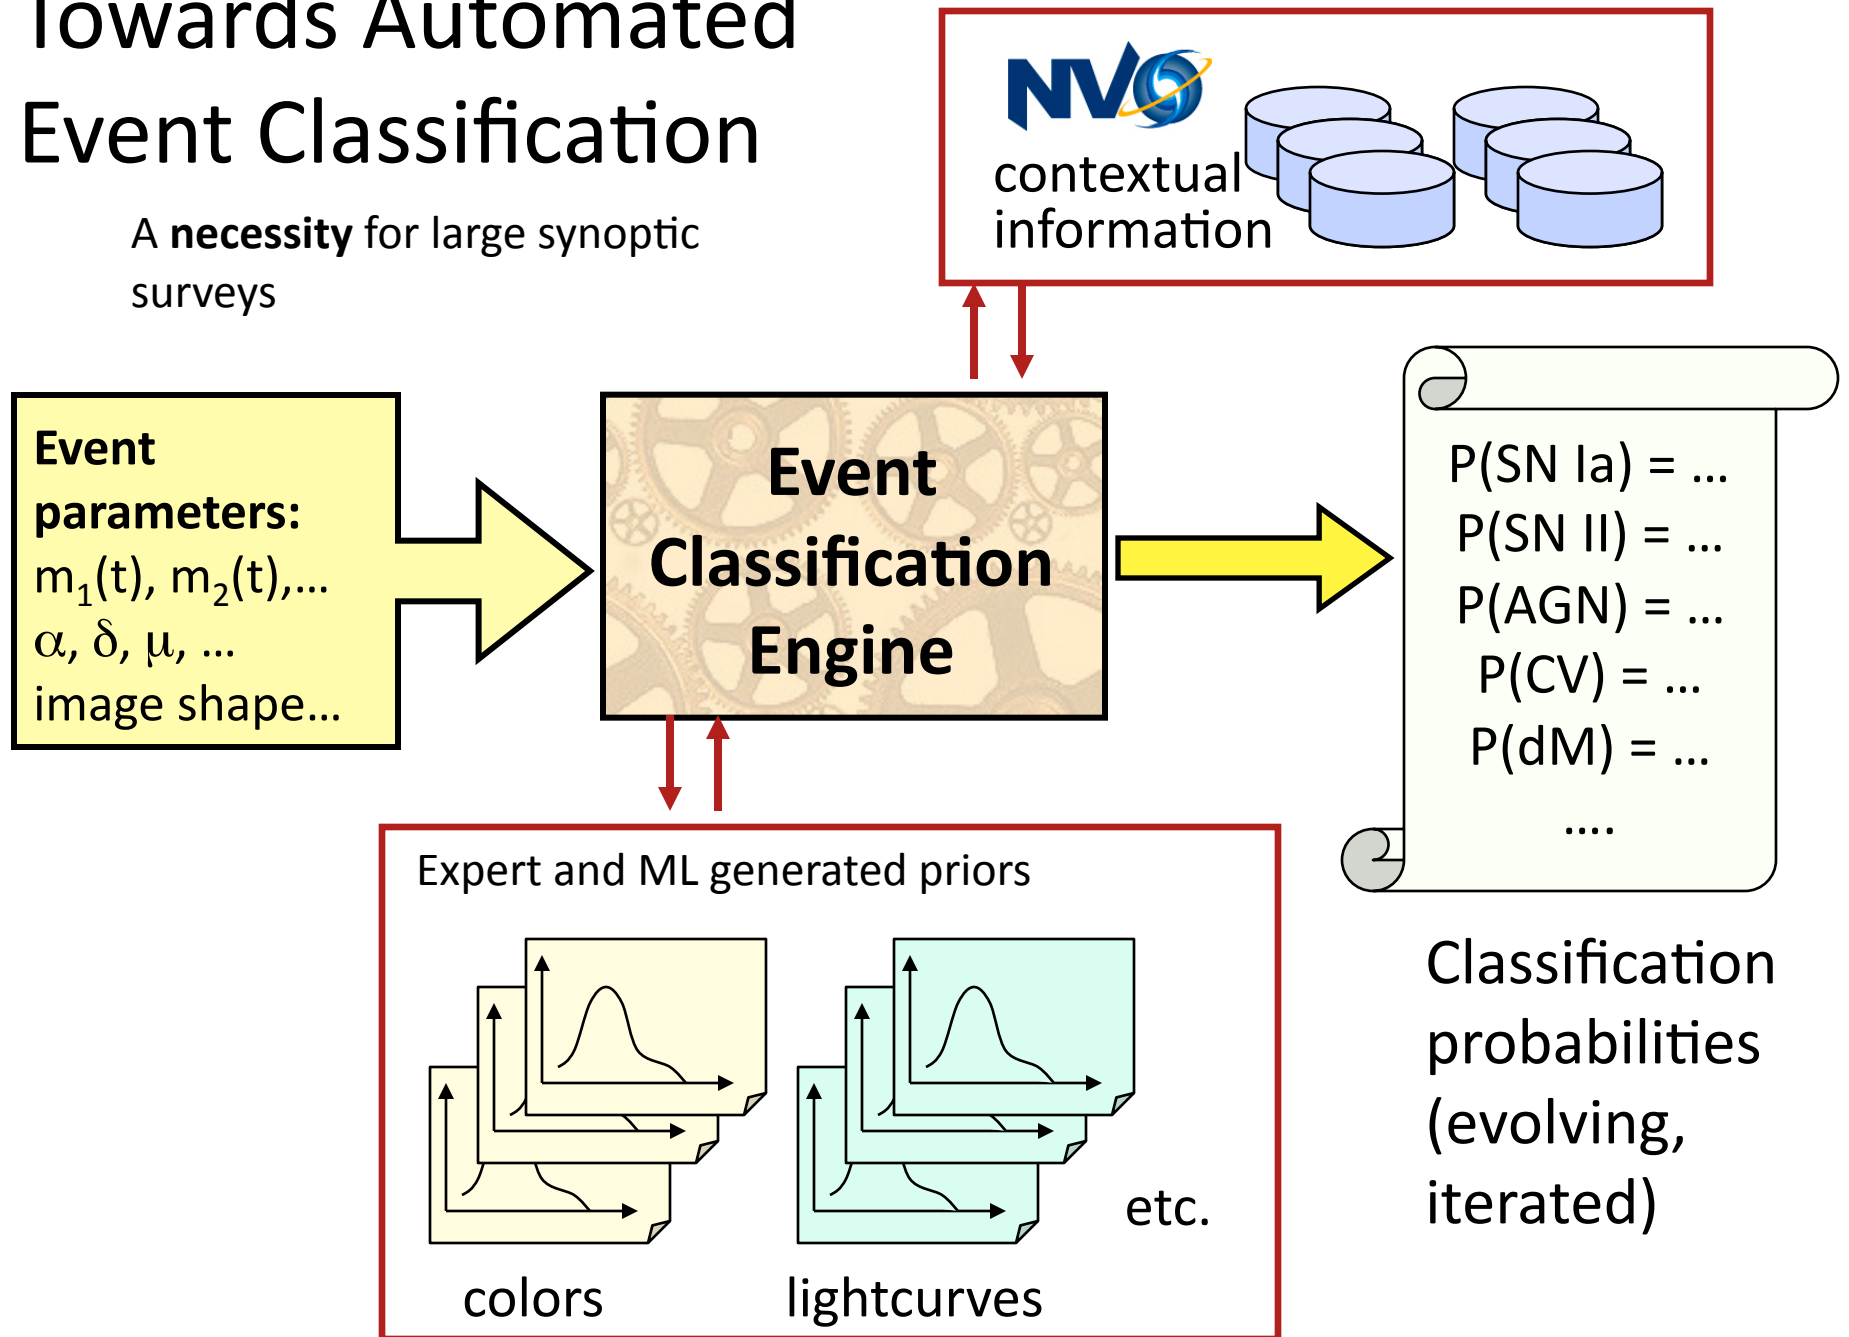 Towards Automated
Event Classification
A necessity for large synoptic
surveys
NVO
contextual
information
Event
parameters:
m₁(t), m₂(t),...
α, δ, μ, ...
image shape...
Event
Classification
Engine
P(SN Ia) = ...
P(SN II) = ...
P(AGN) = ...
P(CV) = ...
P(dM) = ...
....
Classification
probabilities
(evolving,
iterated)
Expert and ML generated priors
etc.
colors
lightcurves